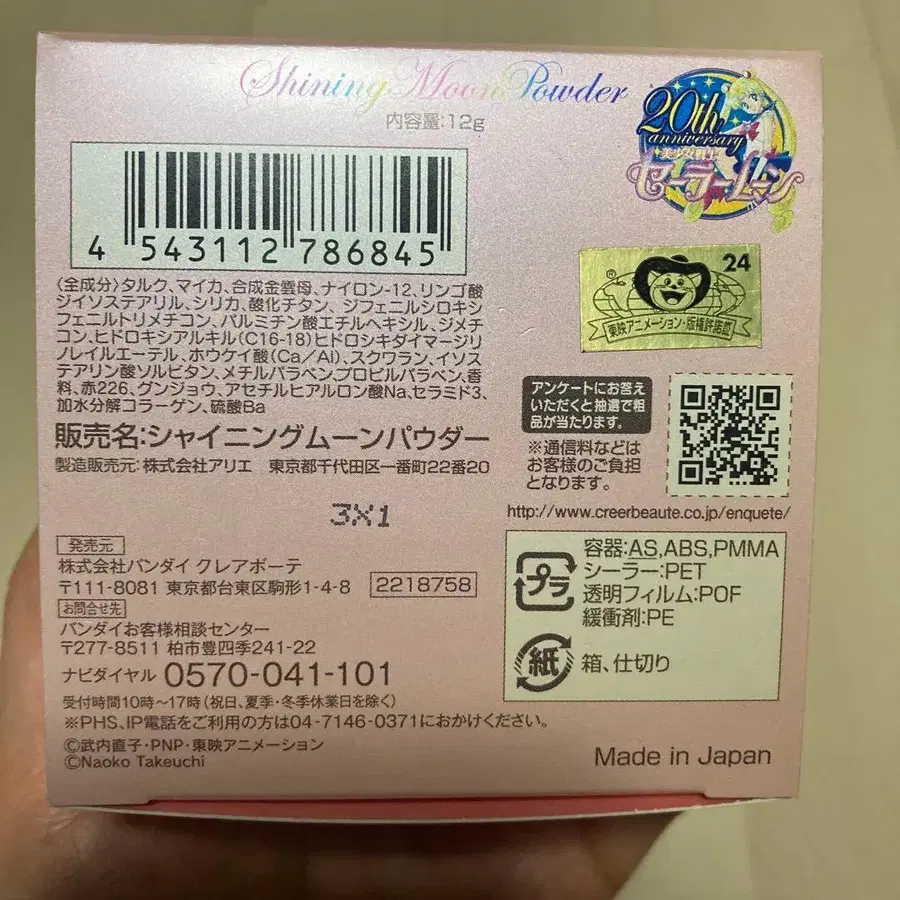 Shining Moon Powder
内容量:12g
20th
anniversary
美少女戦士
セーラームーン
4 543112 786845
24
®
東映アニメーション・版権許諾証
〈全成分〉タルク、マイカ、合成金雲母、ナイロン-12、リンゴ酸
ジイソステアリル、シリカ、酸化チタン、ジフェニルシロキシ
フェニルトリメチコン、パルミチン酸エチルヘキシル、ジメチ
コン、ヒドロキシアルキル(C16-18)ヒドロキシダイマージリ
ノレイルエーテル、ホウケイ酸(Ca/Al)、スクワラン、イソス
テアリン酸ソルビタン、メチルパラベン、プロピルパラベン、香
料、赤226、グンジョウ、アセチルヒアルロン酸Na、セラミド3、
加水分解コラーゲン、硫酸Ba
販売名:シャイニングムーンパウダー
製造販売元:株式会社アリエ 東京都千代田区一番町22番20
3X1
アンケートにお答え
いただくと抽選で粗
品が当たります。
※通信料などは
お客様のご負担
となります。
http://www.creerbeaute.co.jp/enquete/
発売元
株式会社バンダイ クレアボーテ
〒111-8081 東京都台東区駒形1-4-8 2218758
お問合せ先
バンダイお客様相談センター
〒277-8511 柏市豊四季241-22
ナビダイヤル 0570-041-101
受付時間10時〜17時(祝日、夏季・冬季休業日を除く)
※PHS、IP電話をご利用の方は04-7146-0371におかけください。
©武内直子・PNP・東映アニメーション
©Naoko Takeuchi
プラ
容器:AS,ABS,PMMA
シーラー:PET
透明フィルム:POF
緩衝剤:PE
紙
箱、仕切り
Made in Japan